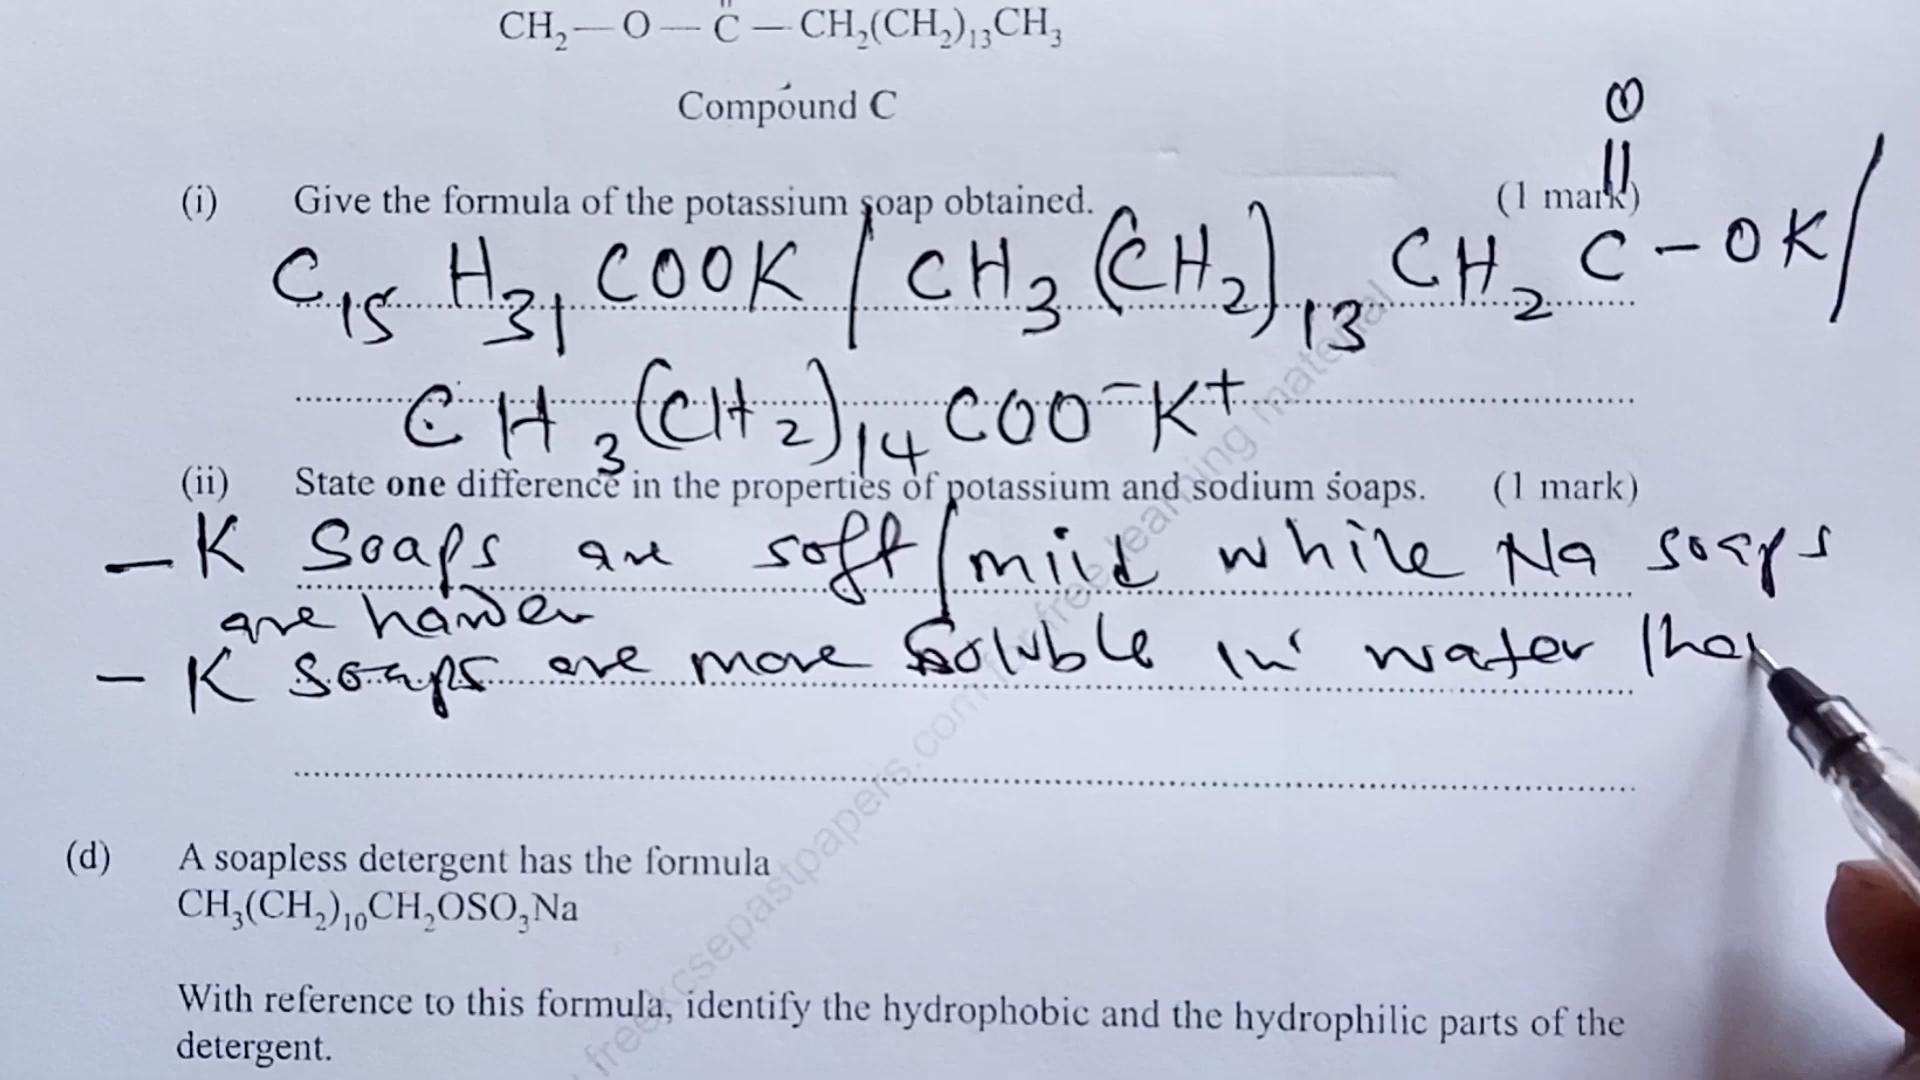 CH₂—O—C—CH₂(CH₂)₁₃CH₃
Compound C
O
(i) Give the formula of the potassium soap obtained. (1 mark)
C₁₅H₃₁COOK / CH₃(CH₂)₁₃CH₂C-OK/
CH₃(CH₂)₁₄COO⁻K⁺
(ii) State one difference in the properties of potassium and sodium soaps. (1 mark)
- K Soaps are soft/mild while Na soaps
are harder
- K soaps are more soluble in water tha
(d) A soapless detergent has the formula
CH₃(CH₂)₁₀CH₂OSO₃Na
With reference to this formula, identify the hydrophobic and the hydrophilic parts of the
detergent.